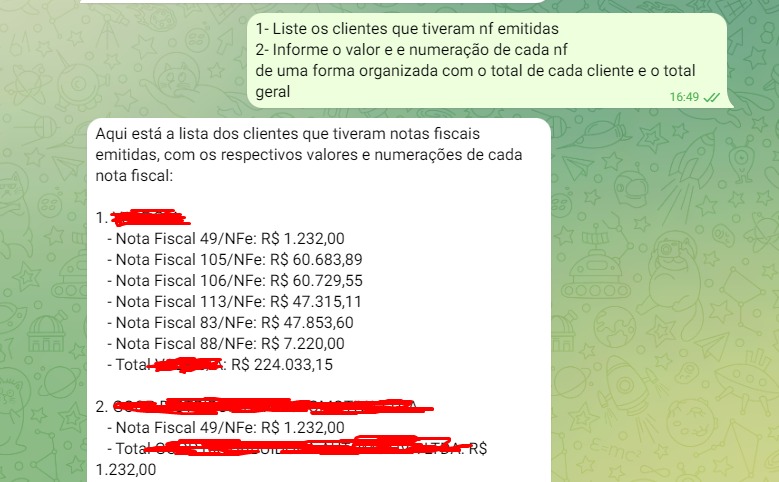 1- Liste os clientes que tiveram nf emitidas
2- Informe o valor e e numeração de cada nf
de uma forma organizada com o total de cada cliente e o total
geral
16:49
Aqui está a lista dos clientes que tiveram notas fiscais
emitidas, com os respectivos valores e numerações de cada
nota fiscal:
1.
- Nota Fiscal 49/NFe: R$ 1.232,00
- Nota Fiscal 105/NFe: R$ 60.683,89
- Nota Fiscal 106/NFe: R$ 60.729,55
- Nota Fiscal 113/NFe: R$ 47.315,11
- Nota Fiscal 83/NFe: R$ 47.853,60
- Nota Fiscal 88/NFe: R$ 7.220,00
- Total : R$ 224.033,15
2.
- Nota Fiscal 49/NFe: R$ 1.232,00
- Total LTDA: R$
1.232,00